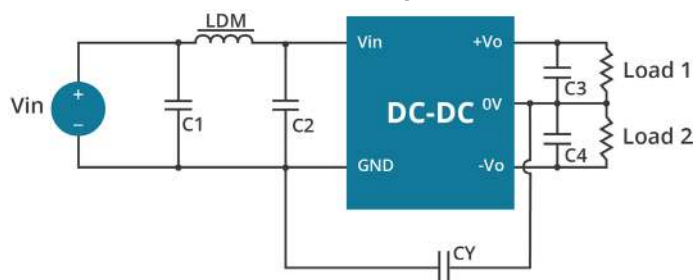 LDM
Vin
+
−
C1
C2
Vin
GND
DC-DC
+Vo
0V
-Vo
C3
C4
Load 1
Load 2
CY